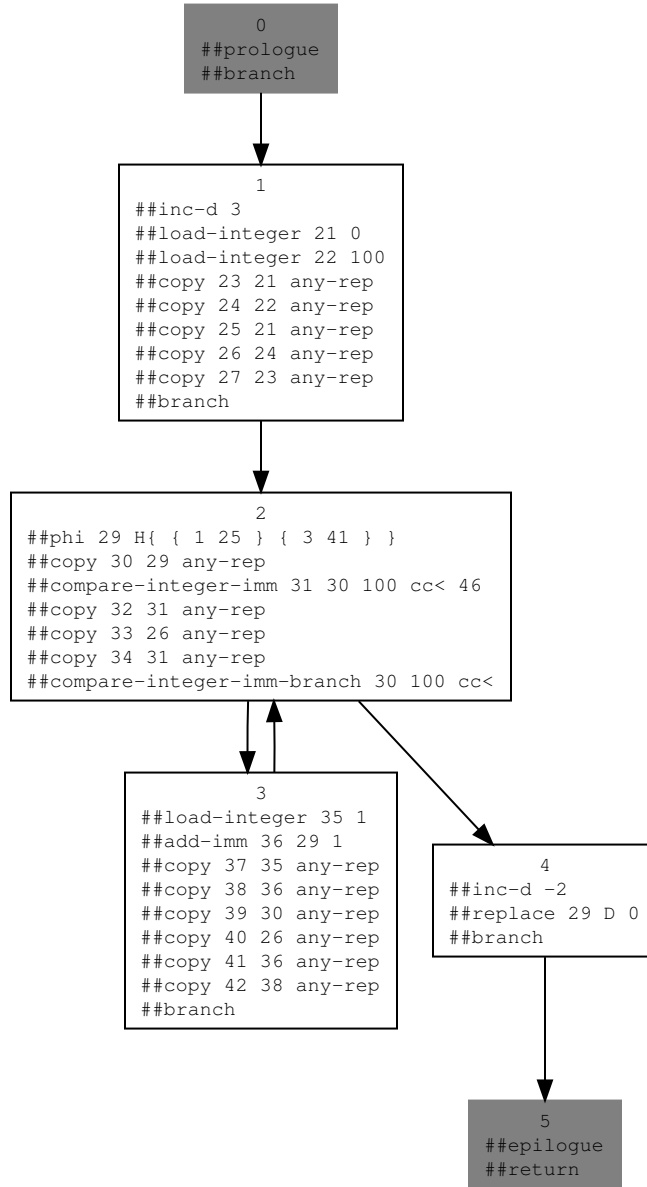 0
##prologue
##branch
1
##inc-d 3
##load-integer 21 0
##load-integer 22 100
##copy 23 21 any-rep
##copy 24 22 any-rep
##copy 25 21 any-rep
##copy 26 24 any-rep
##copy 27 23 any-rep
##branch
2
##phi 29 H{ { 1 25 } { 3 41 } }
##copy 30 29 any-rep
##compare-integer-imm 31 30 100 cc< 46
##copy 32 31 any-rep
##copy 33 26 any-rep
##copy 34 31 any-rep
##compare-integer-imm-branch 30 100 cc<
3
##load-integer 35 1
##add-imm 36 29 1
##copy 37 35 any-rep
##copy 38 36 any-rep
##copy 39 30 any-rep
##copy 40 26 any-rep
##copy 41 36 any-rep
##copy 42 38 any-rep
##branch
4
##inc-d -2
##replace 29 D 0
##branch
5
##epilogue
##return